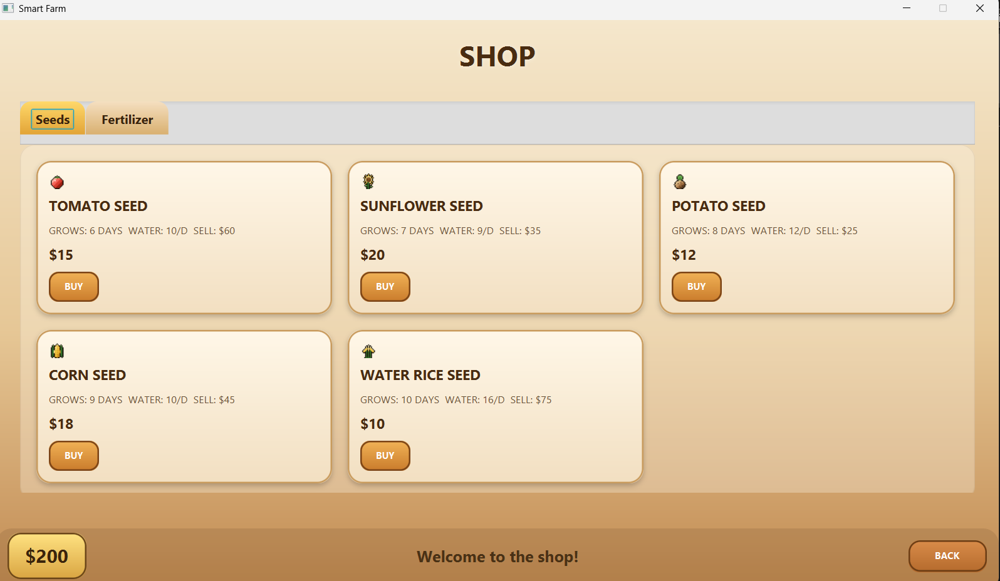 Smart Farm
SHOP
Seeds Fertilizer
TOMATO SEED
GROWS: 6 DAYS WATER: 10/D SELL: $60
$15
BUY
SUNFLOWER SEED
GROWS: 7 DAYS WATER: 9/D SELL: $35
$20
BUY
POTATO SEED
GROWS: 8 DAYS WATER: 12/D SELL: $25
$12
BUY
CORN SEED
GROWS: 9 DAYS WATER: 10/D SELL: $45
$18
BUY
WATER RICE SEED
GROWS: 10 DAYS WATER: 16/D SELL: $75
$10
BUY
$200
Welcome to the shop!
BACK